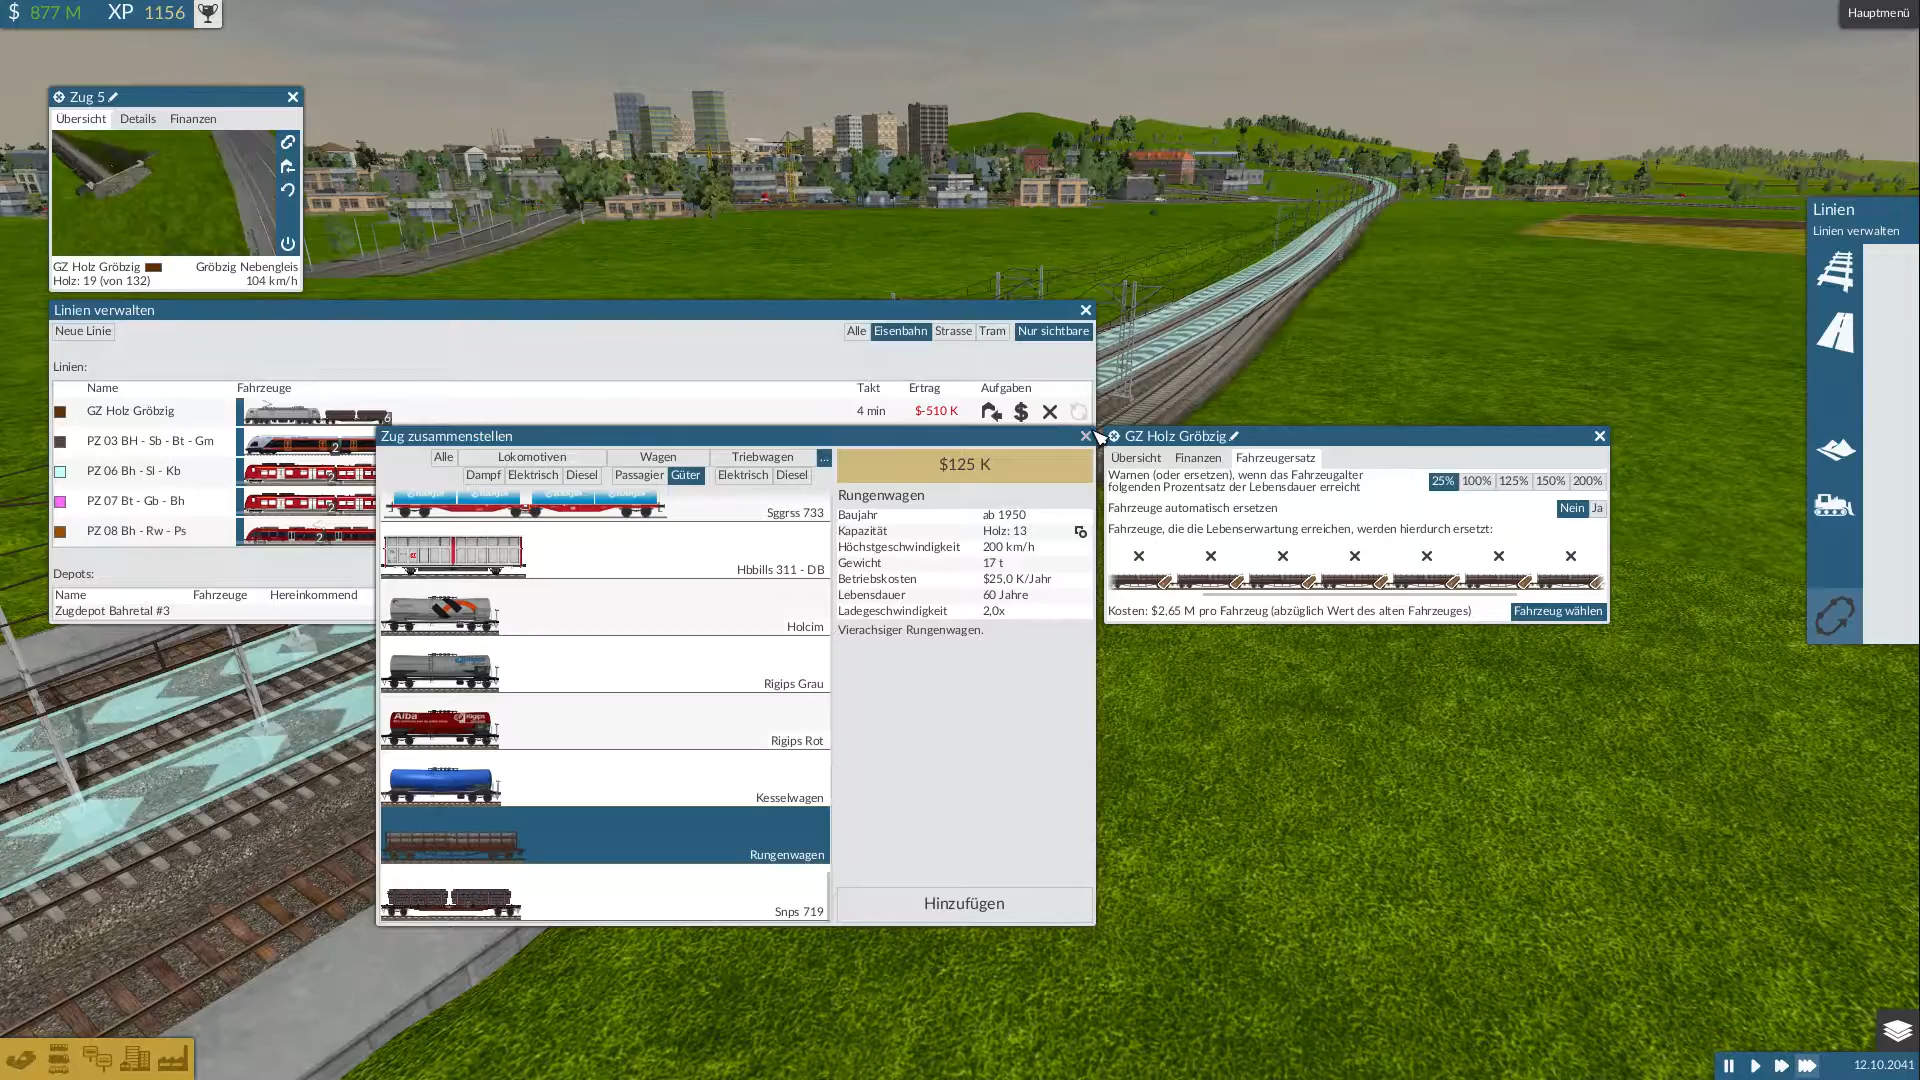 $ 877 M XP 1156
Hauptmenü
Zug 5
Übersicht Details Finanzen
GZ Holz Gröbzig Gröbzig Nebengleis
Holz: 19 (von 132) 104 km/h
Linien verwalten
Neue Linie Alle Eisenbahn Strasse Tram Nur sichtbare
Linien:
Name Fahrzeuge Takt Ertrag Aufgaben
GZ Holz Gröbzig 6 4 min $-510 K
PZ 03 BH - Sb - Bt - Gm 2
PZ 06 Bh - Sl - Kb 2
PZ 07 Bt - Gb - Bh 2
PZ 08 Bh - Rw - Ps 2
Depots:
Name Fahrzeuge Hereinkommend
Zugdepot Bahretal #3
Zug zusammenstellen
Alle Lokomotiven Wagen Triebwagen ...
Dampf Elektrisch Diesel Passagier Güter Elektrisch Diesel
Sggrss 733
Hbbills 311 - DB
Holcim
Rigips Grau
Alba Rigips
Rigips Rot
Kesselwagen
Rungenwagen
Snps 719
$125 K
Rungenwagen
Baujahr ab 1950
Kapazität Holz: 13
Höchstgeschwindigkeit 200 km/h
Gewicht 17 t
Betriebskosten $25,0 K/Jahr
Lebensdauer 60 Jahre
Ladegeschwindigkeit 2,0x
Vierachsiger Rungenwagen.
Hinzufügen
GZ Holz Gröbzig
Übersicht Finanzen Fahrzeugersatz
Warnen (oder ersetzen), wenn das Fahrzeugalter
folgenden Prozentsatz der Lebensdauer erreicht
25% 100% 125% 150% 200%
Fahrzeuge automatisch ersetzen Nein Ja
Fahrzeuge, die die Lebenserwartung erreichen, werden hierdurch ersetzt:
Kosten: $2,65 M pro Fahrzeug (abzüglich Wert des alten Fahrzeuges) Fahrzeug wählen
Linien
Linien verwalten
12.10.2041